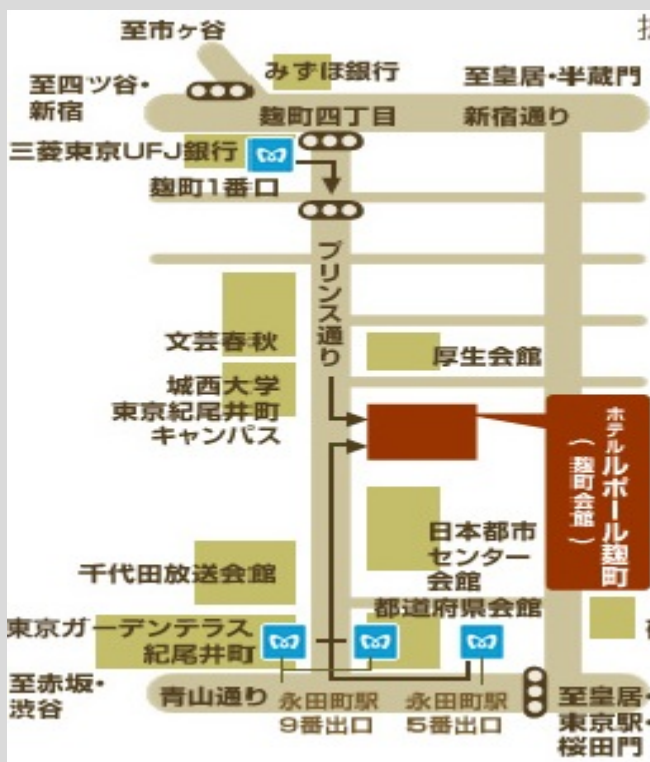 至市ヶ谷
みずほ銀行
至四ツ谷・
新宿
至皇居・半蔵門
麹町四丁目
新宿通り
三菱東京UFJ銀行
麹町1番口
プリンス通り
文芸春秋
厚生会館
城西大学
東京紀尾井町
キャンパス
ホテルルポール麹町
(麹町会館)
日本都市
センター
会館
千代田放送会館
都道府県会館
東京ガーデンテラス
紀尾井町
至赤坂・
渋谷
青山通り
永田町駅
9番出口
永田町駅
5番出口
至皇居・
東京駅・
桜田門